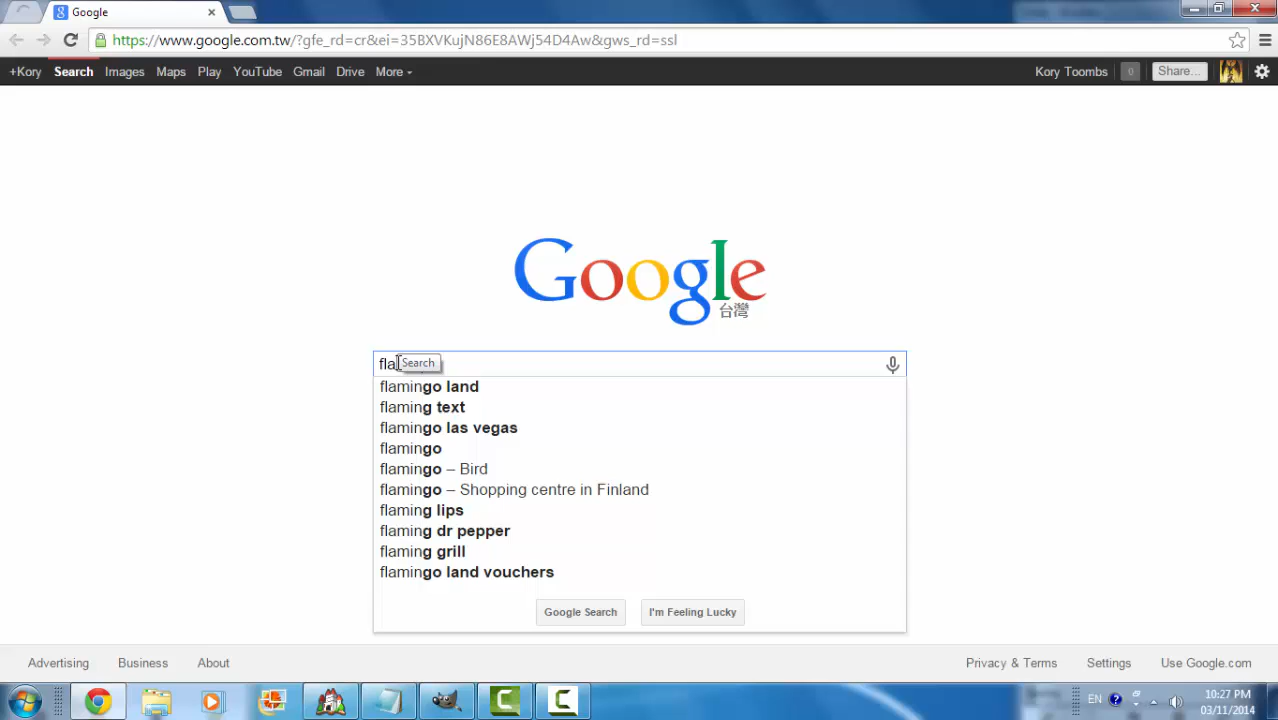 Google
https://www.google.com.tw/?gfe_rd=cr&ei=35BXVKujN86E8AWj54D4Aw&gws_rd=ssl
+Kory Search Images Maps Play YouTube Gmail Drive More Kory Toombs 0 Share...
Google
台灣
fla Search
flamingo land
flaming text
flamingo las vegas
flamingo
flamingo – Bird
flamingo – Shopping centre in Finland
flaming lips
flaming dr pepper
flaming grill
flamingo land vouchers
Google Search I'm Feeling Lucky
Advertising Business About Privacy & Terms Settings Use Google.com
EN 10:27 PM
03/11/2014